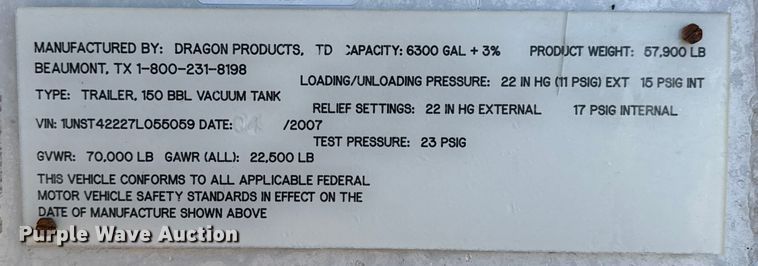 MANUFACTURED BY: DRAGON PRODUCTS, TD CAPACITY: 6300 GAL + 3% PRODUCT WEIGHT: 57,900 LB
BEAUMONT, TX 1-800-231-8198
LOADING/UNLOADING PRESSURE: 22 IN HG (11 PSIG) EXT 15 PSIG INT
TYPE: TRAILER, 150 BBL VACUUM TANK
RELIEF SETTINGS: 22 IN HG EXTERNAL 17 PSIG INTERNAL
VIN: 1UNST42227L055059 DATE: 04 /2007
TEST PRESSURE: 23 PSIG
GVWR: 70,000 LB GAWR (ALL): 22,500 LB
THIS VEHICLE CONFORMS TO ALL APPLICABLE FEDERAL
MOTOR VEHICLE SAFETY STANDARDS IN EFFECT ON THE
DATE OF MANUFACTURE SHOWN ABOVE
Purple Wave Auction